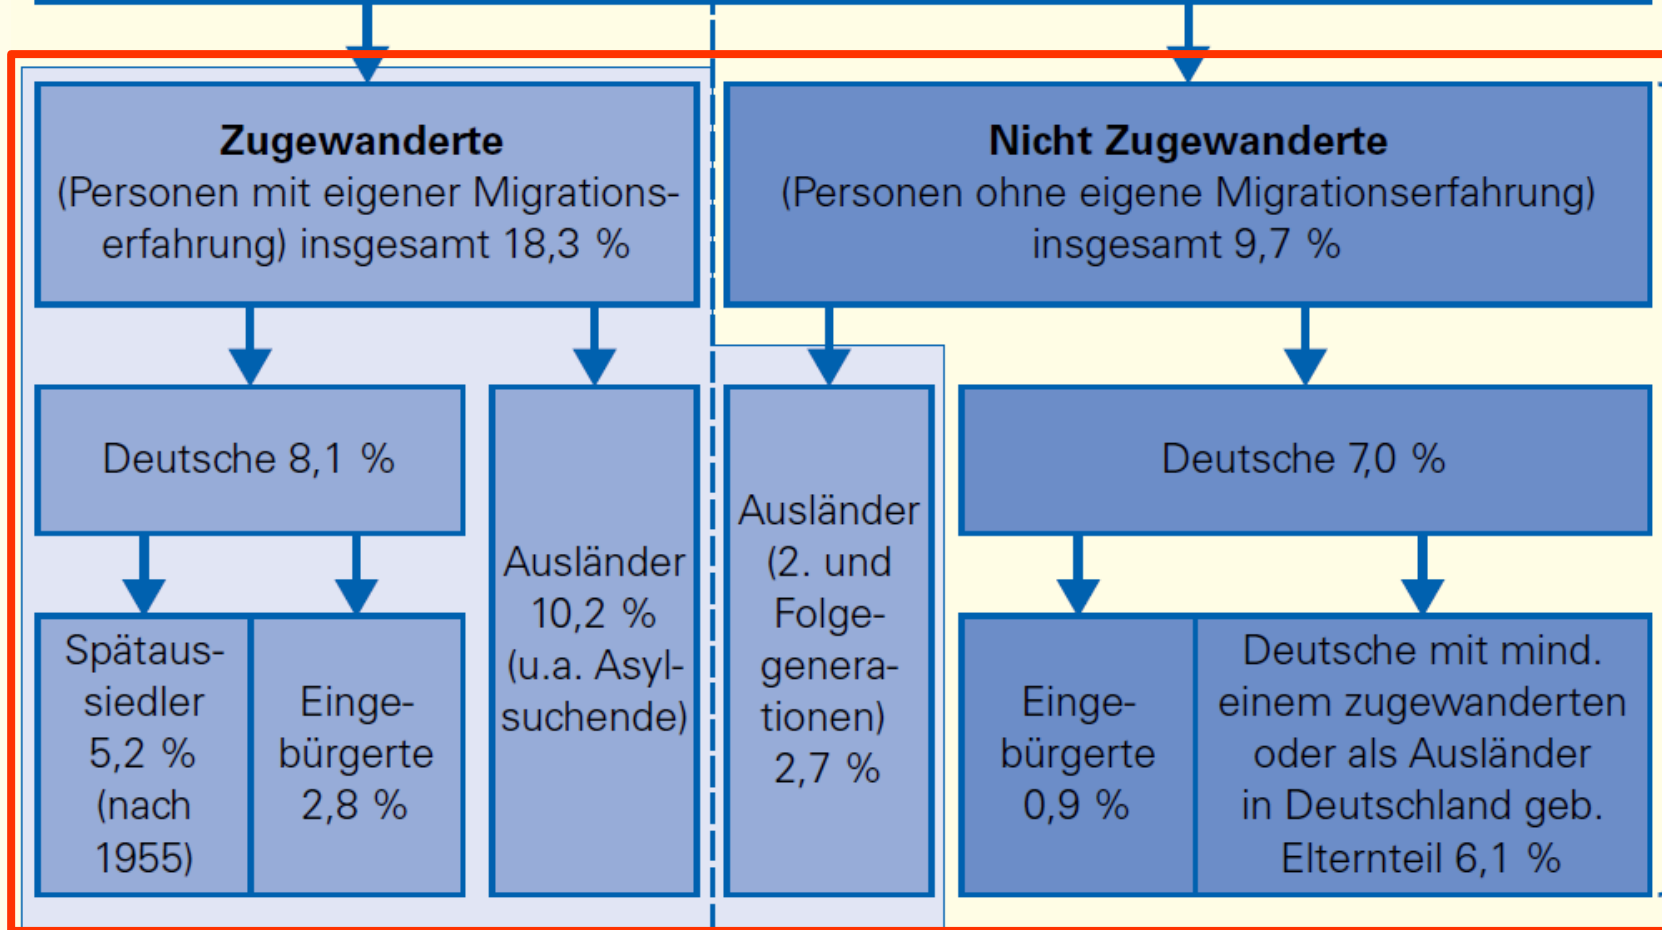 Zugewanderte
(Personen mit eigener Migrations-
erfahrung) insgesamt 18,3 %
Nicht Zugewanderte
(Personen ohne eigene Migrationserfahrung)
insgesamt 9,7 %
Deutsche 8,1 %
Spätaus-
siedler
5,2 %
(nach
1955)
Einge-
bürgerte
2,8 %
Ausländer
10,2 %
(u.a. Asyl-
suchende)
Ausländer
(2. und
Folge-
genera-
tionen)
2,7 %
Deutsche 7,0 %
Einge-
bürgerte
0,9 %
Deutsche mit mind.
einem zugewanderten
oder als Ausländer
in Deutschland geb.
Elternteil 6,1 %